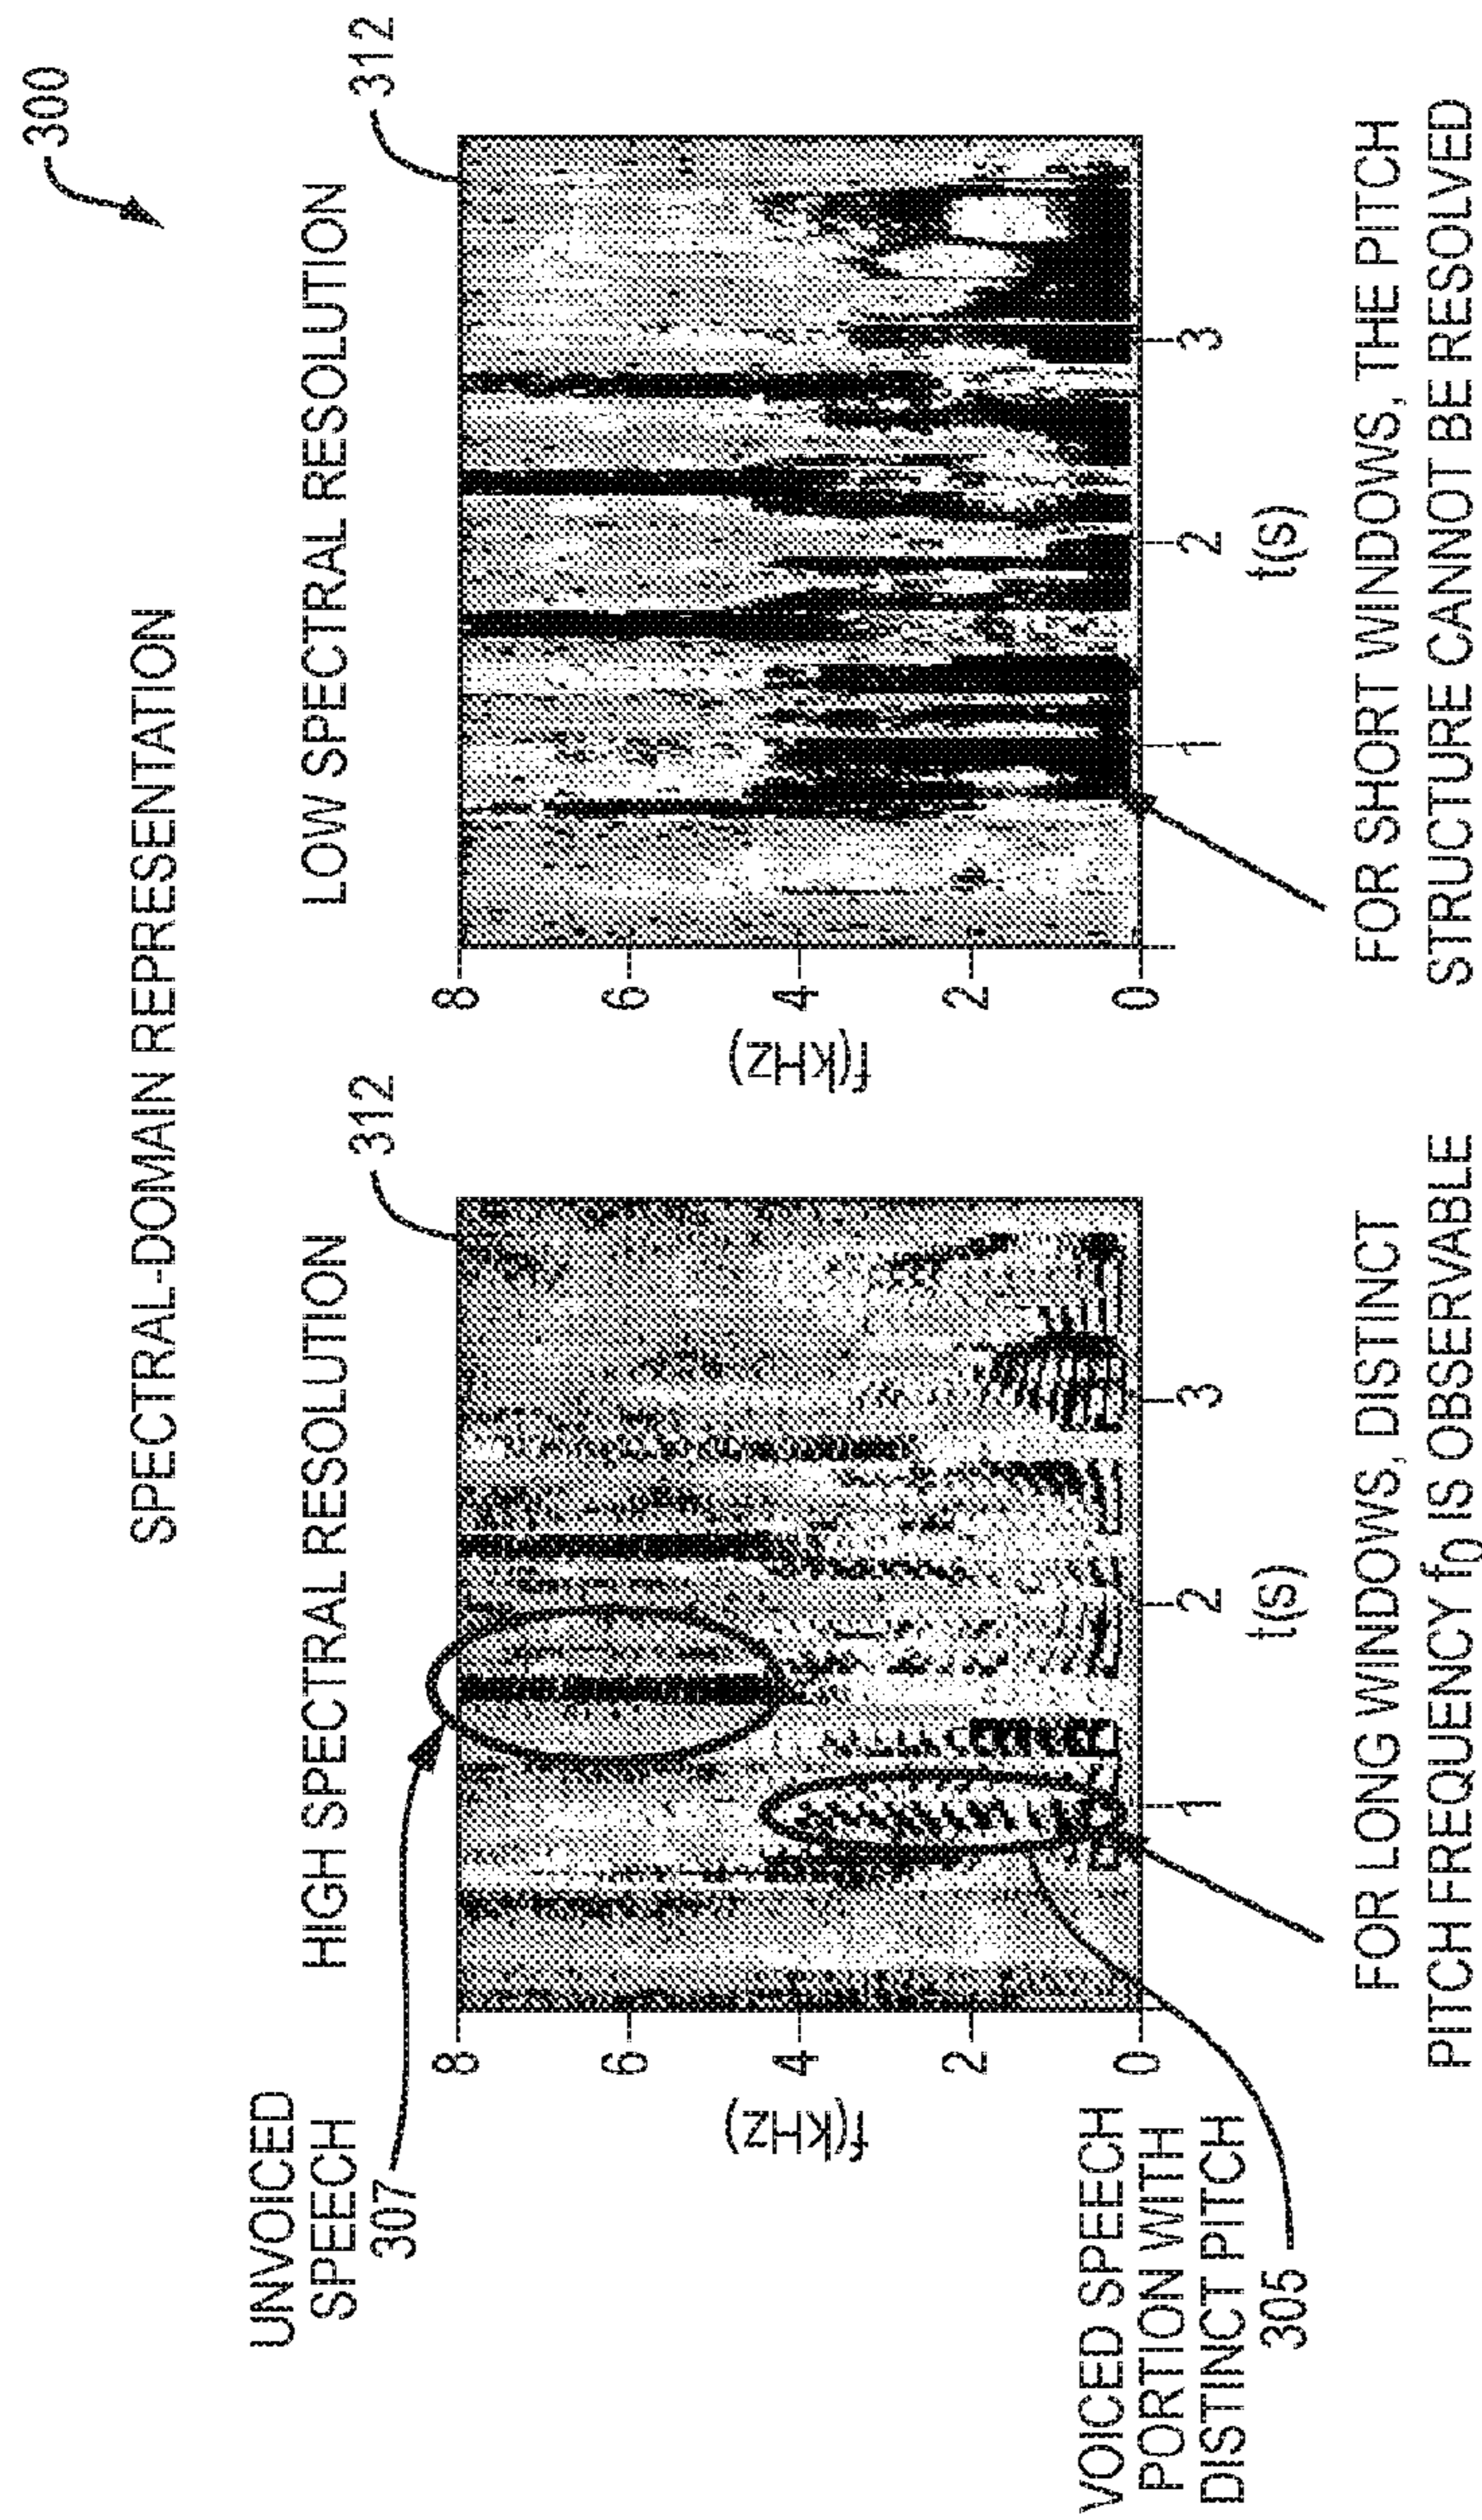 300
SPECTRAL-DOMAIN REPRESENTATION
UNVOICED
SPEECH
307
HIGH SPECTRAL RESOLUTION
312
8
6
4
2
0
f(kHz)
1
2
3
t(s)
VOICED SPEECH
PORTION WITH
DISTINCT PITCH
305
FOR LONG WINDOWS, DISTINCT
PITCH FREQUENCY f0 IS OBSERVABLE
LOW SPECTRAL RESOLUTION
312
8
6
4
2
0
f(kHz)
1
2
3
t(s)
FOR SHORT WINDOWS, THE PITCH
STRUCTURE CANNOT BE RESOLVED